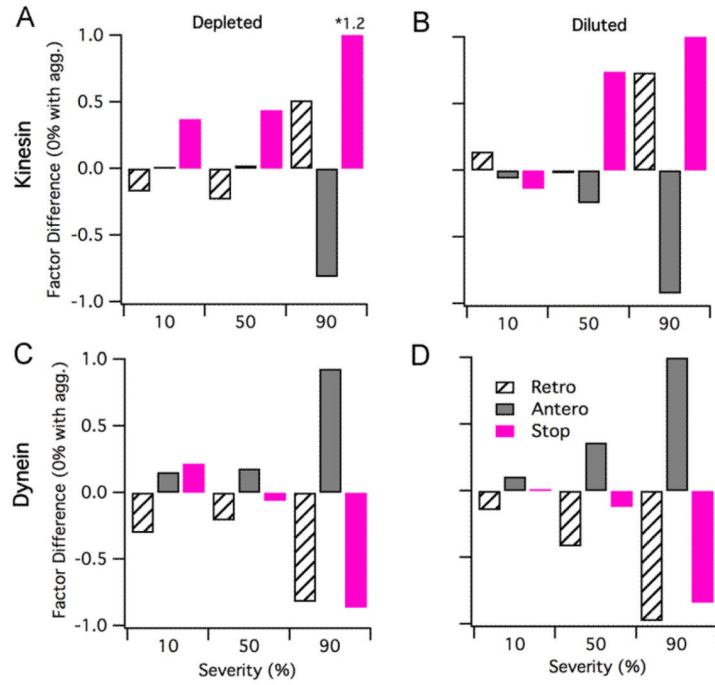 A
Depleted
*1.2
B
Diluted
Kinesin
Factor Difference (0% with agg.)
1.0
0.5
0.0
-0.5
-1.0
10 50 90
10 50 90
C
D
Dynein
Factor Difference (0% with agg.)
1.0
0.5
0.0
-0.5
-1.0
Retro
Antero
Stop
10 50 90
Severity (%)
10 50 90
Severity (%)